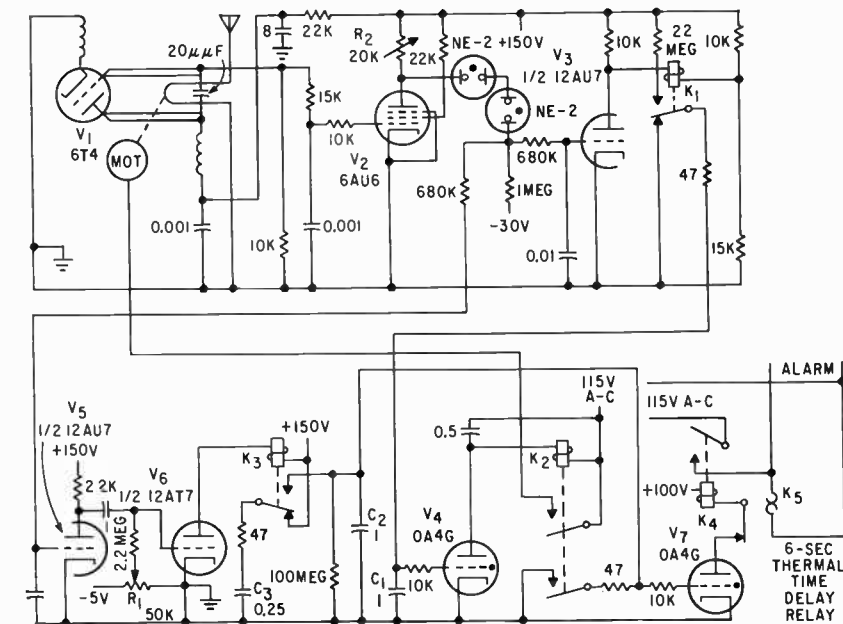 20μμF
8
22K
R2
20K
22K
NE-2
+150V
V3
1/2 12AU7
10K
22
MEG
10K
15K
10K
V1
6T4
MOT
V2
6AU6
NE-2
K1
680K
680K
1MEG
-30V
47
0.001
10K
0.001
0.01
15K
ALARM
115V
A-C
115V A-C
V5
1/2 12AU7
+150V
V6
1/2 12AT7
+150V
0.5
K3
K2
+100V
K4
K5
2.2K
2.2 MEG
47
C2
1
V4
0A4G
V7
0A4G
100MEG
C1
1
10K
47
10K
-5V
R1
50K
C3
0.25
6-SEC
THERMAL
TIME
DELAY
RELAY